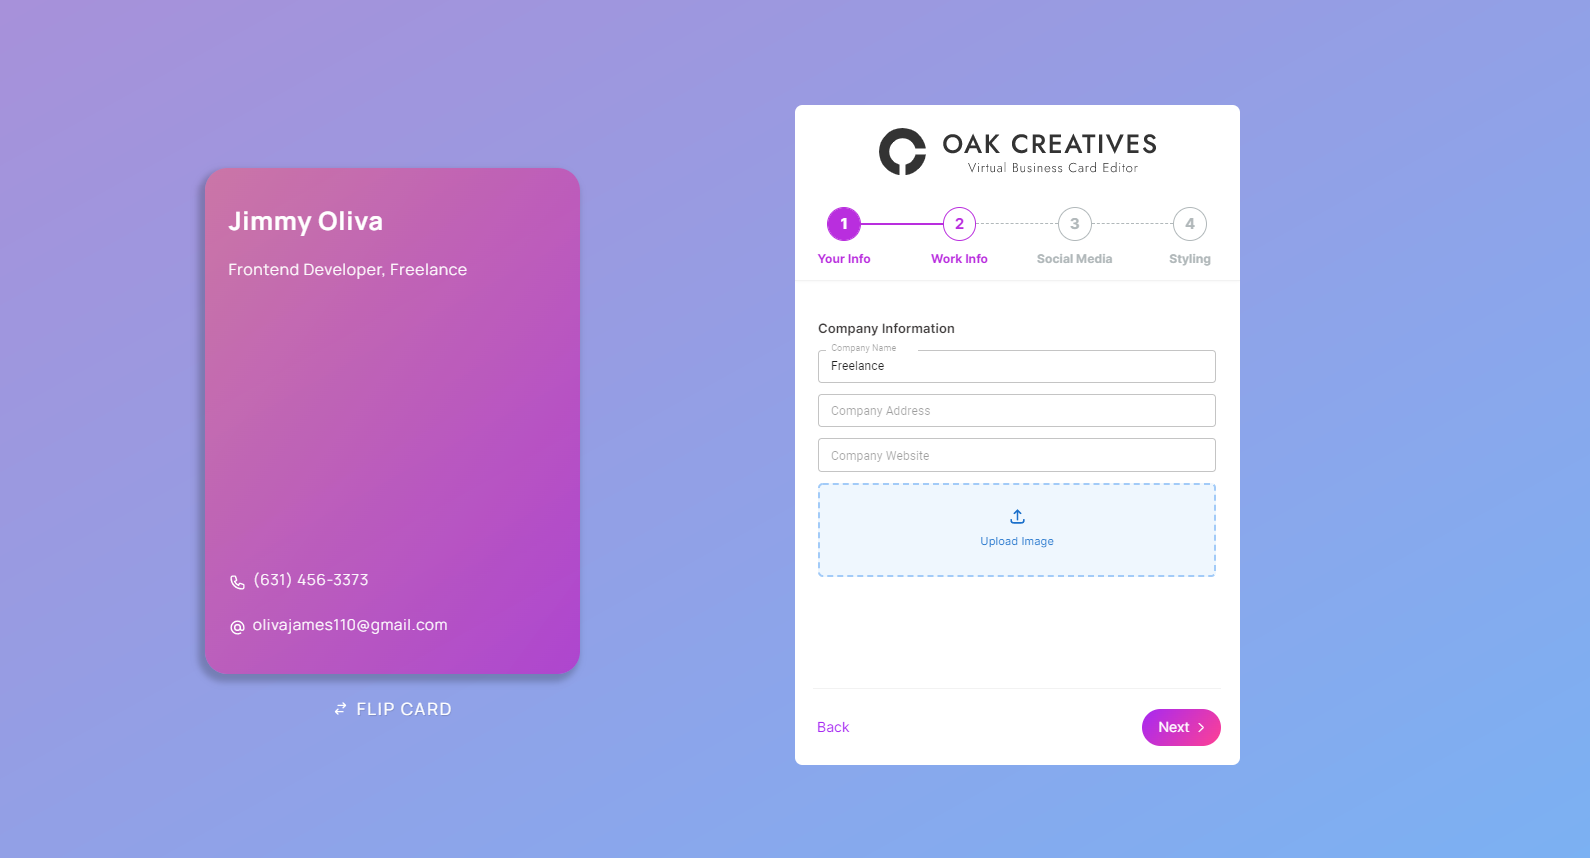 Jimmy Oliva
Frontend Developer, Freelance
(631) 456-3373
olivajames110@gmail.com
FLIP CARD
OAK CREATIVES
Virtual Business Card Editor
1 2 3 4
Your Info Work Info Social Media Styling
Company Information
Company Name
Freelance
Company Address
Company Website
Upload Image
Back Next